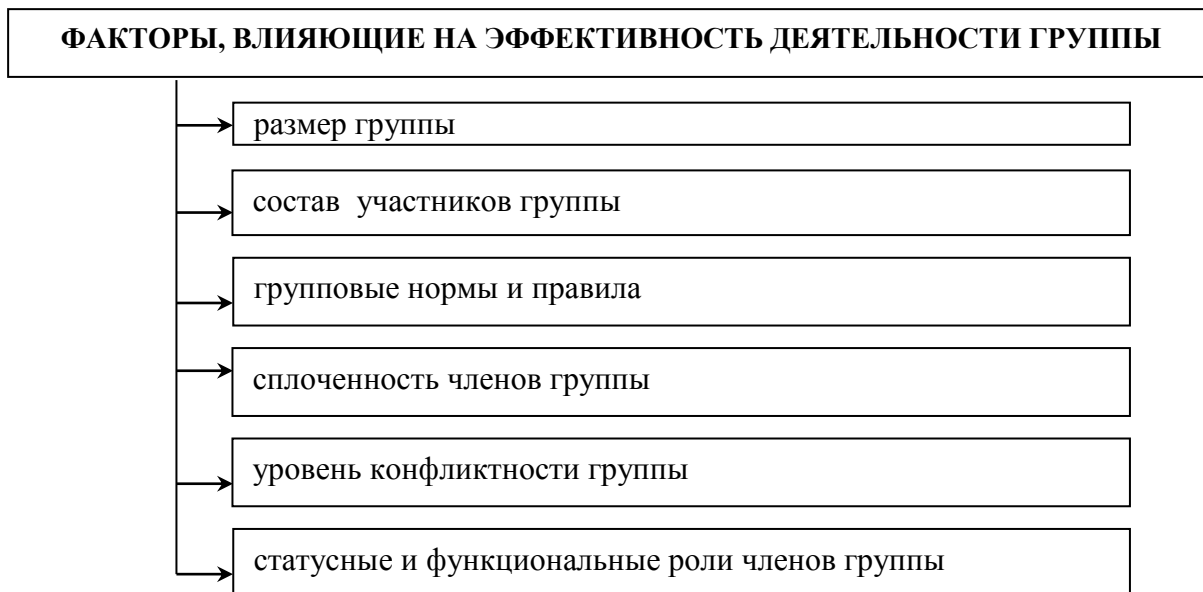 ФАКТОРЫ, ВЛИЯЮЩИЕ НА ЭФФЕКТИВНОСТЬ ДЕЯТЕЛЬНОСТИ ГРУППЫ
размер группы
состав участников группы
групповые нормы и правила
сплоченность членов группы
уровень конфликтности группы
статусные и функциональные роли членов группы